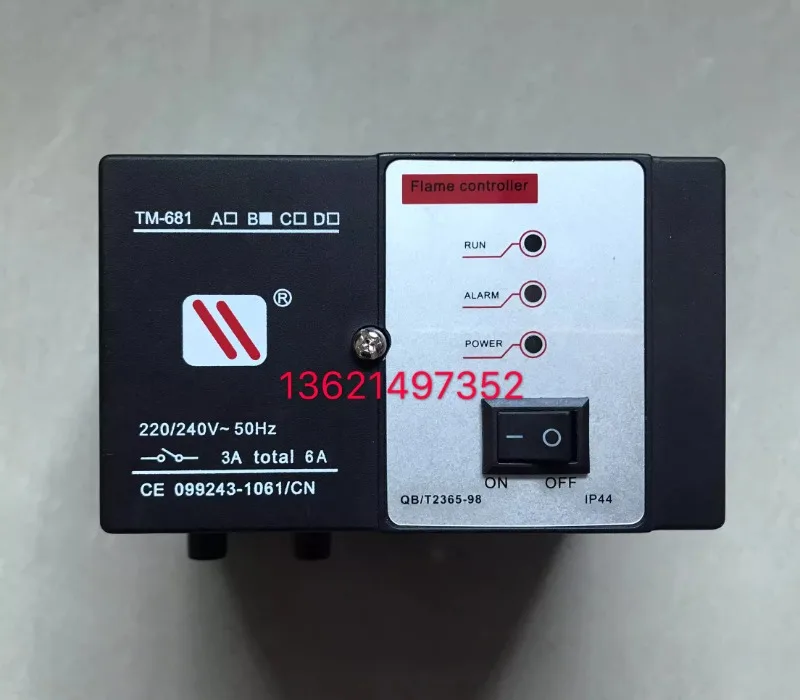 Flame controller
TM-681 A□ B■ C□ D□
®
RUN
ALARM
POWER
13621497352
220/240V~ 50Hz
3A total 6A
CE 099243-1061/CN
— O
ON OFF
QB/T2365-98 IP44